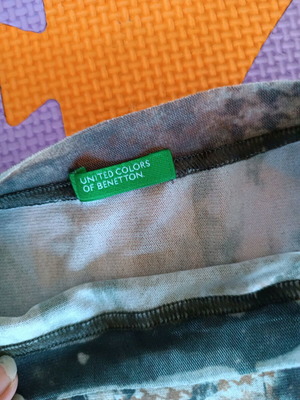 UNITED COLORS
OF BENETTON.